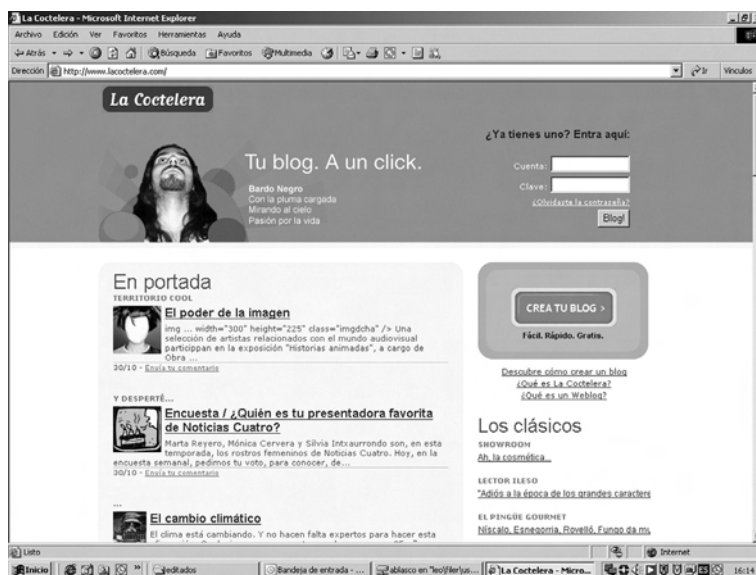 La Coctelera - Microsoft Internet Explorer
Archivo Edición Ver Favoritos Herramientas Ayuda
Atrás Búsqueda Favoritos Multimedia
Dirección http://www.lacoctelera.com/ Ir Vínculos
La Coctelera
¿Ya tienes uno? Entra aquí:
Tu blog. A un click.
Cuenta:
Bardo Negro
Con la pluma cargada
Mirando al cielo
Pasión por la vida
Clave:
¿Olvidaste la contraseña?
Blog!
En portada
TERRITORIO COOL
El poder de la imagen
img ... width="300" height="225" class="imgdcha" /> Una
selección de artistas relacionados con el mundo audiovisual
particippan en la exposición "Historias animadas", a cargo de
Obra ...
30/10 - Envía tu comentario
Y DESPERTÉ...
Encuesta / ¿Quién es tu presentadora favorita
de Noticias Cuatro?
Marta Reyero, Mónica Cervera y Silvia Intxaurrondo son, en esta
temporada, los rostros femeninos de Noticias Cuatro. Hoy, en la
encuesta semanal, pedimos tu voto, para conocer, de...
30/10 - Envía tu comentario
...
El cambio climático
El clima está cambiando. Y no hacen falta expertos para hacer esta
CREA TU BLOG >
Fácil. Rápido. Gratis.
Descubre cómo crear un blog
¿Qué es La Coctelera?
¿Qué es un Weblog?
Los clásicos
SHOWROOM
Ah, la cosmética...
LECTOR ILESO
"Adiós a la época de los grandes caractere
EL PINGÜE GOURMET
Níscalo, Esnegorria, Rovelló, Fungo da mu
Listo Internet
Inicio editados Bandeja de entrada - ... ablasco en "leo\filer\us... La Coctelera - Micro... 16:14